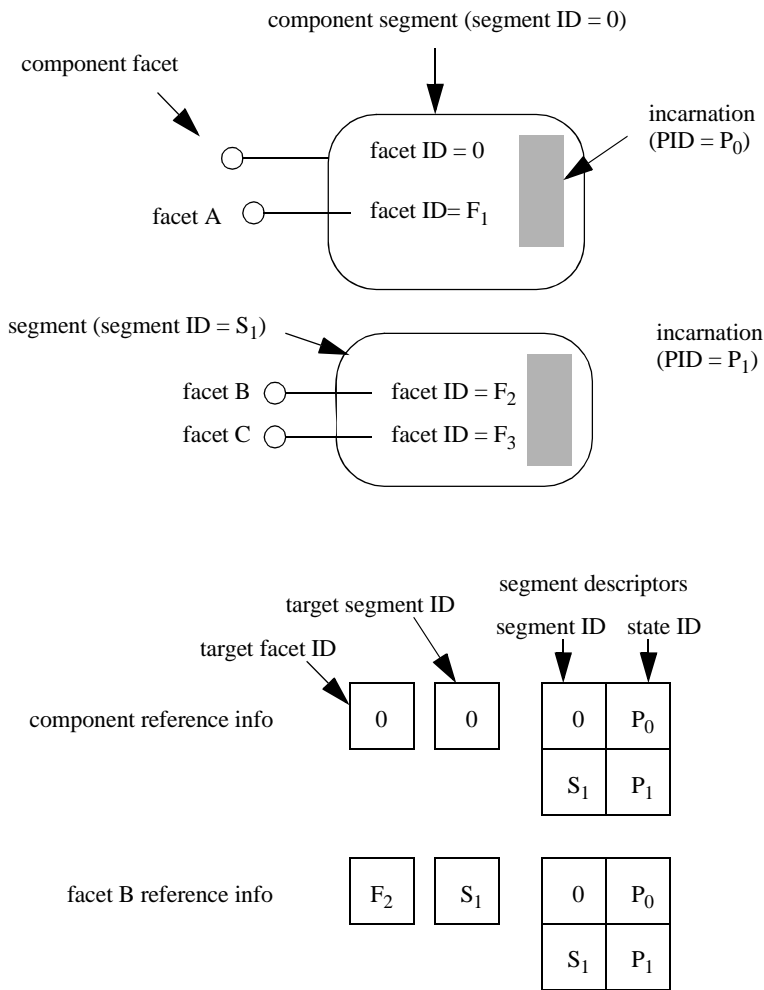 component segment (segment ID = 0)
component facet
incarnation
(PID = P₀)
facet ID = 0
facet A
facet ID= F₁
segment (segment ID = S₁)
incarnation
(PID = P₁)
facet B
facet ID = F₂
facet C
facet ID = F₃
segment descriptors
target segment ID
segment ID
state ID
target facet ID
component reference info
0
0
0
P₀
S₁
P₁
facet B reference info
F₂
S₁
0
P₀
S₁
P₁